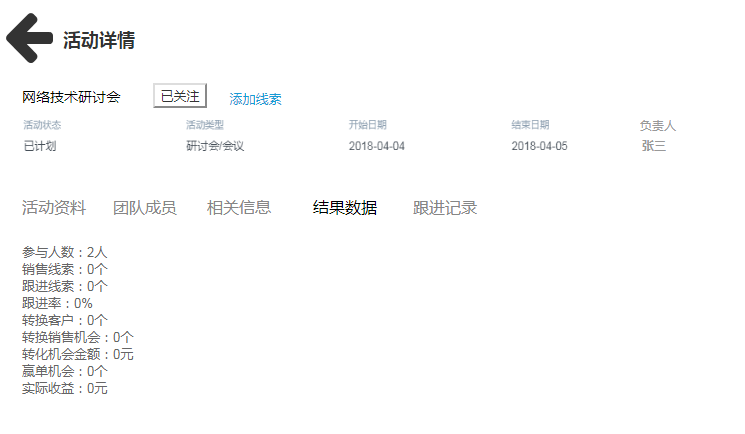 活动详情
网络技术研讨会 已关注 添加线索
活动状态 活动类型 开始日期 结束日期 负责人
已计划 研讨会/会议 2018-04-04 2018-04-05 张三
活动资料 团队成员 相关信息 结果数据 跟进记录
参与人数：2人
销售线索：0个
跟进线索：0个
跟进率：0%
转换客户：0个
转换销售机会：0个
转化机会金额：0元
赢单机会：0个
实际收益：0元